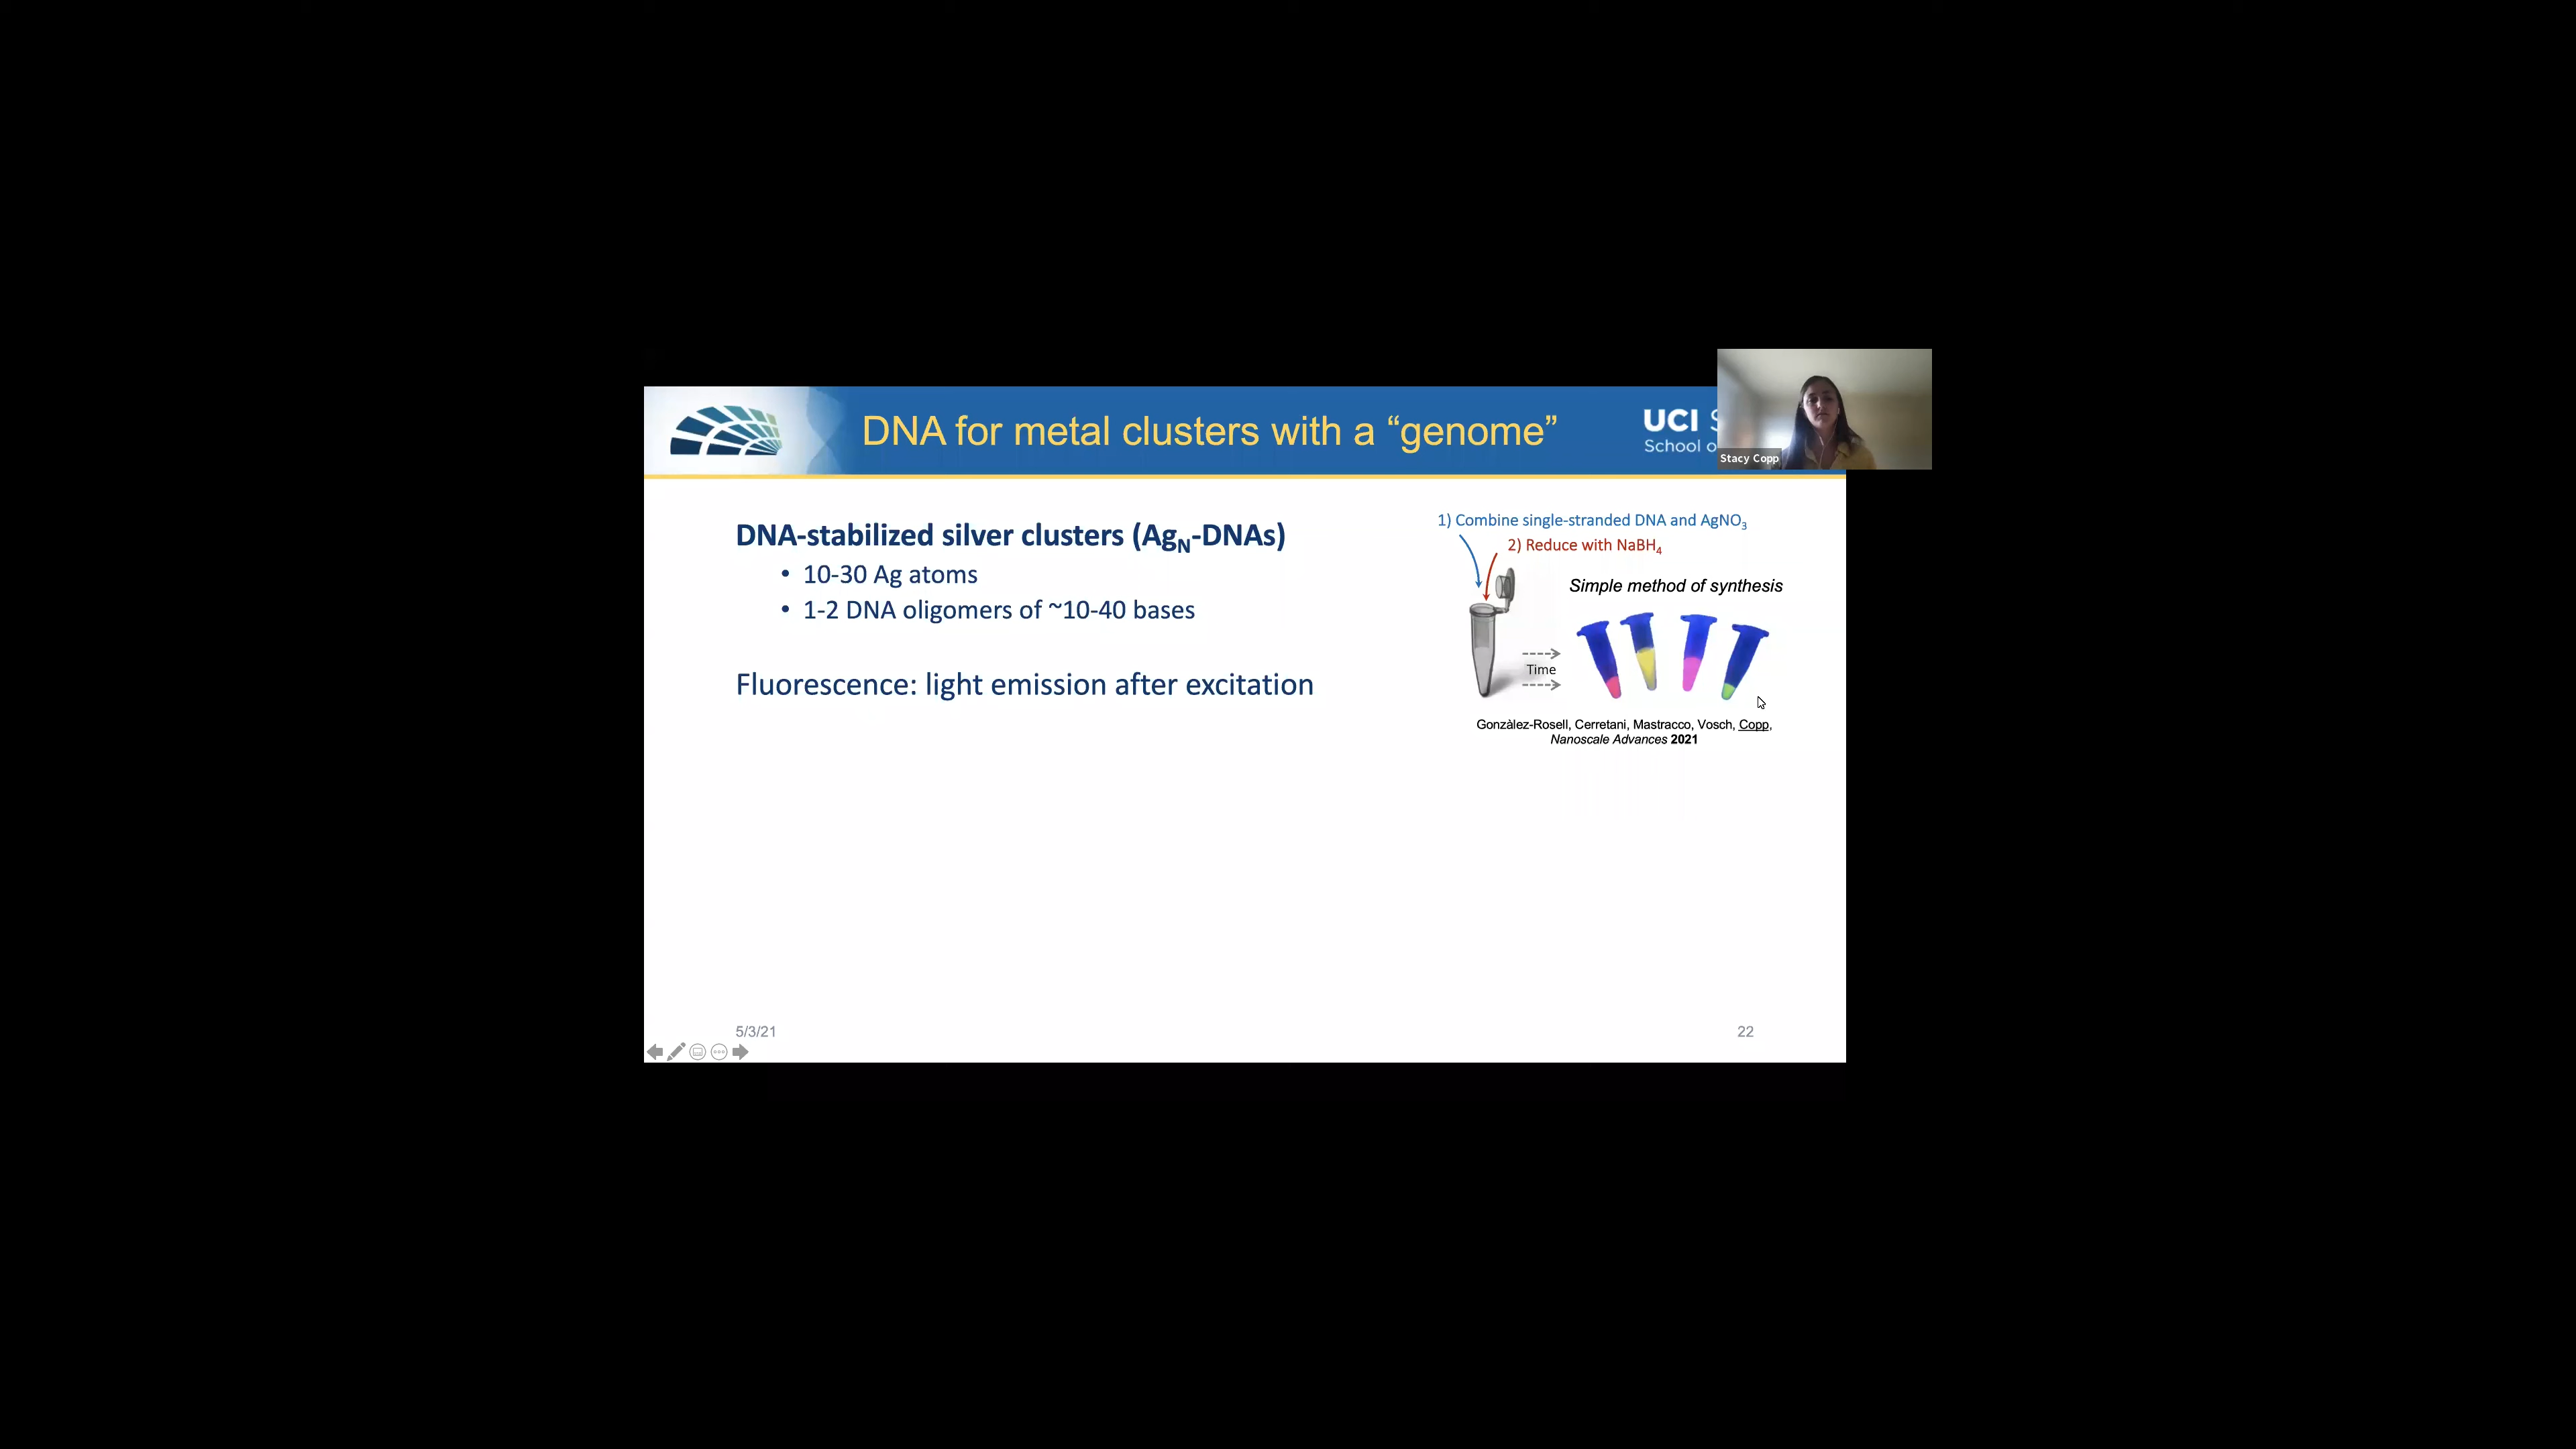 DNA for metal clusters with a “genome”
UCI
School
Stacy Copp
DNA-stabilized silver clusters (AgN-DNAs)
• 10-30 Ag atoms
• 1-2 DNA oligomers of ~10-40 bases
Fluorescence: light emission after excitation
1) Combine single-stranded DNA and AgNO3
2) Reduce with NaBH4
Simple method of synthesis
Time
Gonzàlez-Rosell, Cerretani, Mastracco, Vosch, Copp,
Nanoscale Advances 2021
5/3/21
22